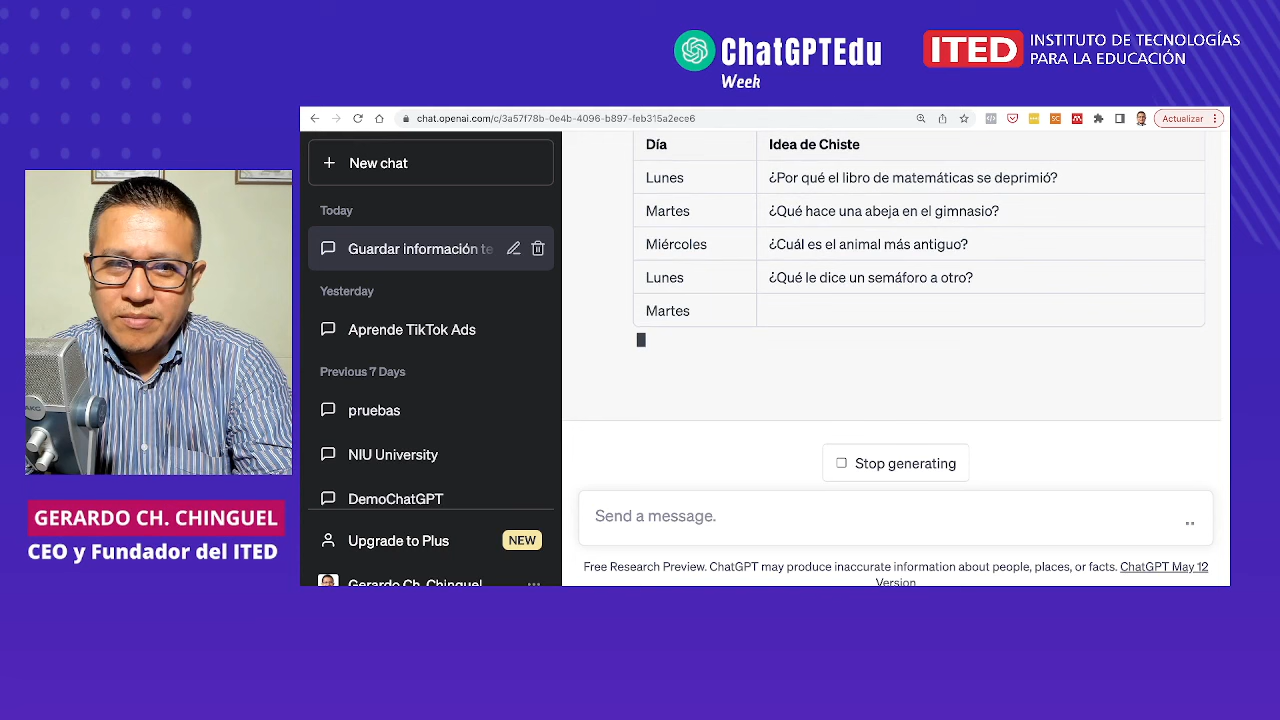 ChatGPTEdu
Week
ITED
INSTITUTO DE TECNOLOGÍAS
PARA LA EDUCACIÓN
chat.openai.com/c/3a57f78b-0e4b-4096-b897-feb315a2ece6
Actualizar
New chat
Today
Guardar información te
Yesterday
Aprende TikTok Ads
Previous 7 Days
pruebas
NIU University
DemoChatGPT
Upgrade to Plus
NEW
Gerardo Ch. Chinguel
Día Idea de Chiste
Lunes ¿Por qué el libro de matemáticas se deprimió?
Martes ¿Qué hace una abeja en el gimnasio?
Miércoles ¿Cuál es el animal más antiguo?
Lunes ¿Qué le dice un semáforo a otro?
Martes
Stop generating
Send a message.
Free Research Preview. ChatGPT may produce inaccurate information about people, places, or facts. ChatGPT May 12
Version
GERARDO CH. CHINGUEL
CEO y Fundador del ITED